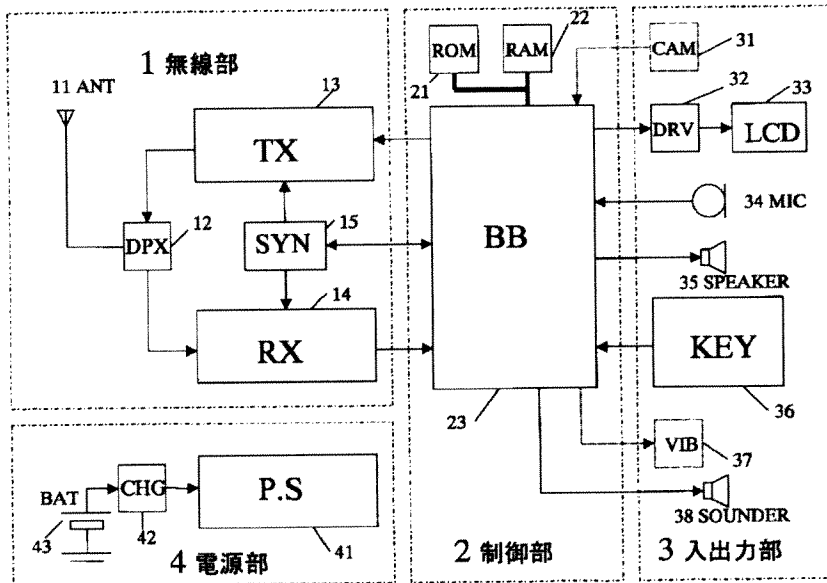 1 無線部
11 ANT
13
TX
12
DPX
15
SYN
14
RX
BAT
43
CHG
42
P.S
41
4 電源部
ROM
21
RAM
22
BB
23
2 制御部
CAM
31
32
DRV
33
LCD
34 MIC
35 SPEAKER
KEY
36
VIB
37
38 SOUNDER
3 入出力部